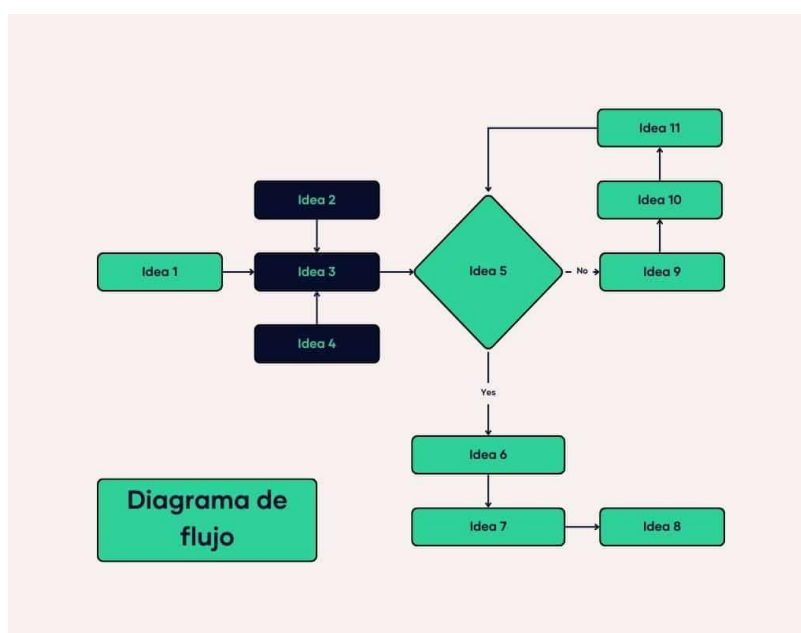 Idea 11
Idea 2
Idea 10
Idea 1
Idea 3
Idea 5
No
Idea 9
Idea 4
Yes
Idea 6
Diagrama de
flujo
Idea 7
Idea 8